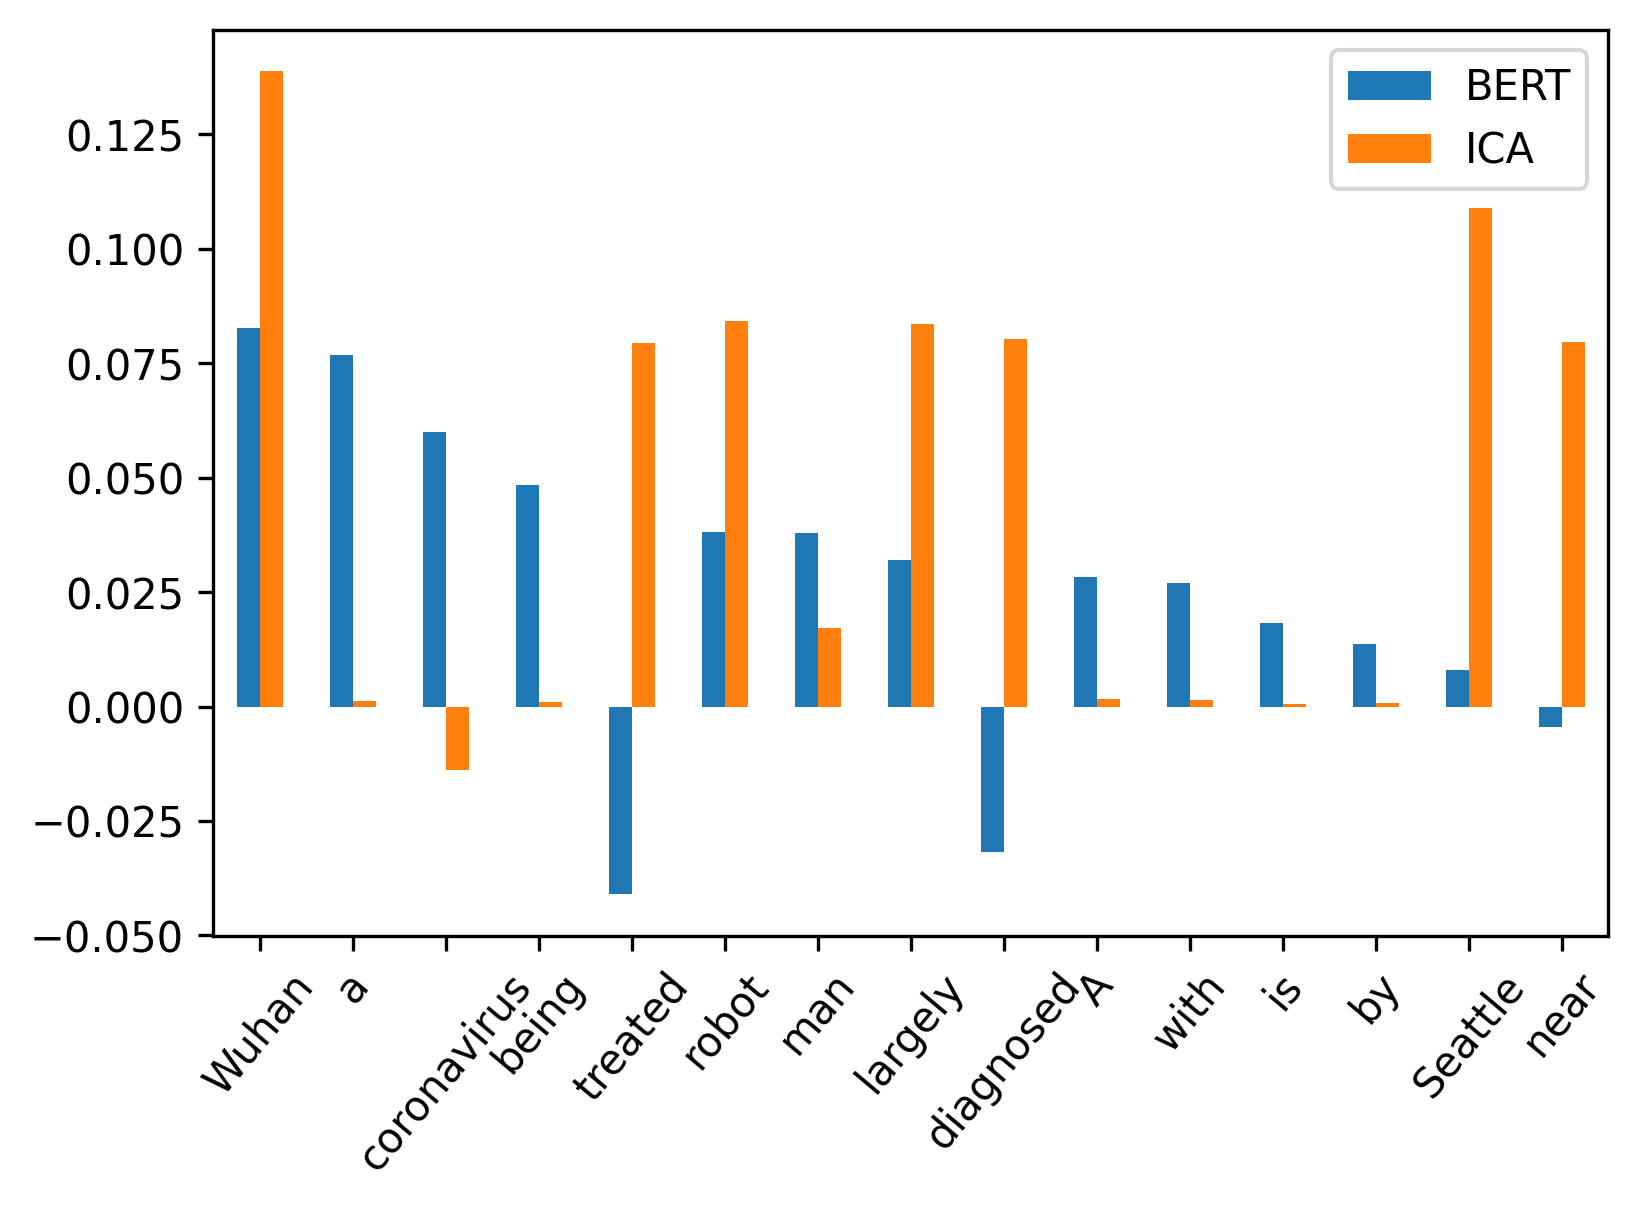 BERT
ICA
0.125
0.100
0.075
0.050
0.025
0.000
−0.025
−0.050
Wuhan
a
coronavirus
being
treated
robot
man
largely
diagnosed
A
with
is
by
Seattle
near